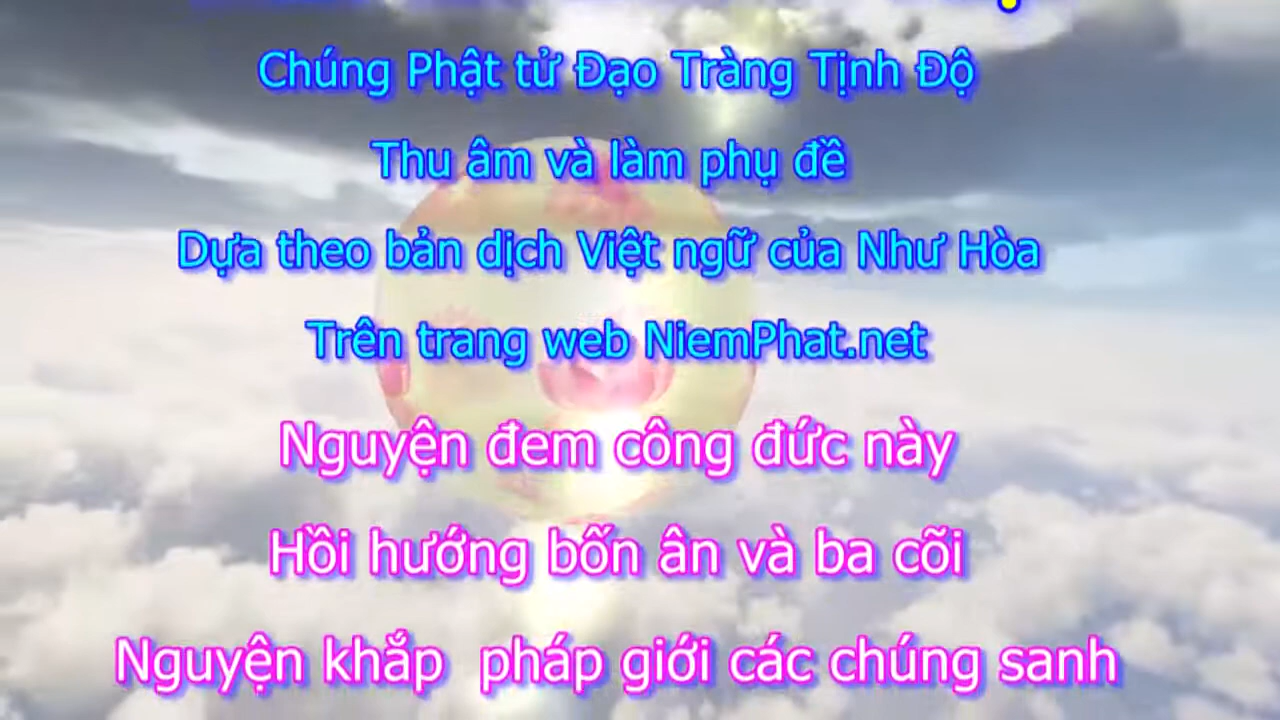 Chúng Phật tử Đạo Tràng Tịnh Độ
Thu âm và làm phụ đề
Dựa theo bản dịch Việt ngữ của Như Hòa
Trên trang web NiemPhat.net
Nguyện đem công đức này
Hồi hướng bốn ân và ba cõi
Nguyện khắp pháp giới các chúng sanh